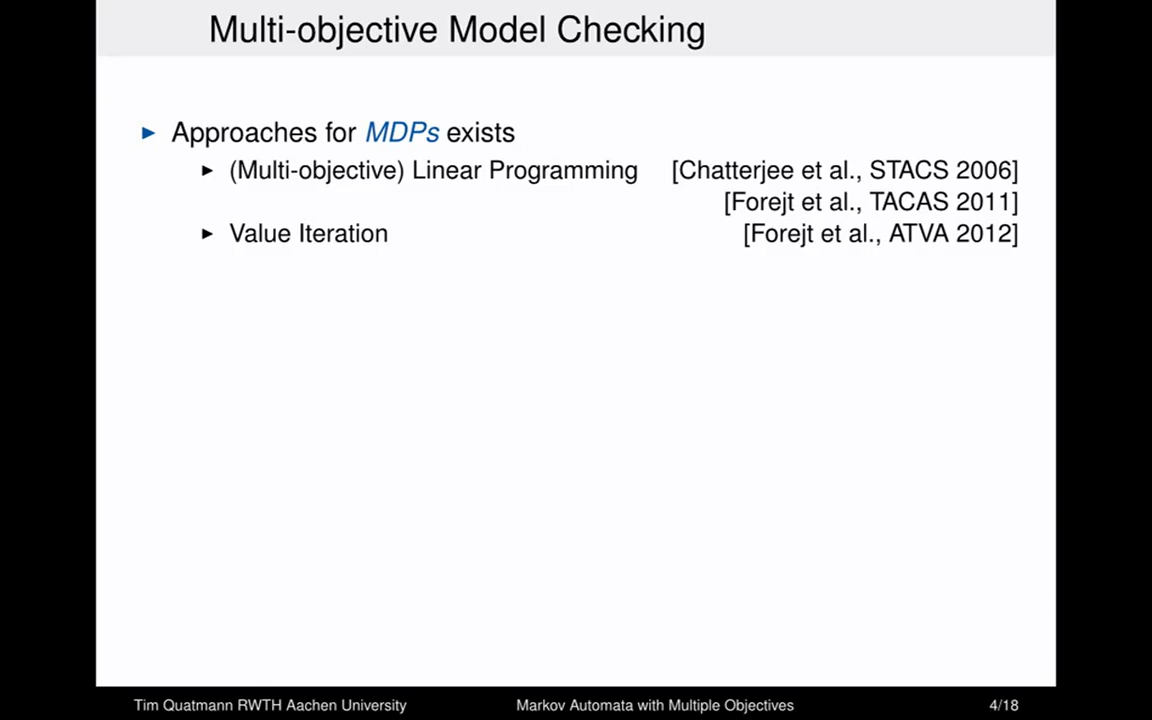 Multi-objective Model Checking
Approaches for MDPs exists
(Multi-objective) Linear Programming [Chatterjee et al., STACS 2006]
[Forejt et al., TACAS 2011]
Value Iteration [Forejt et al., ATVA 2012]
Tim Quatmann RWTH Aachen University Markov Automata with Multiple Objectives 4/18